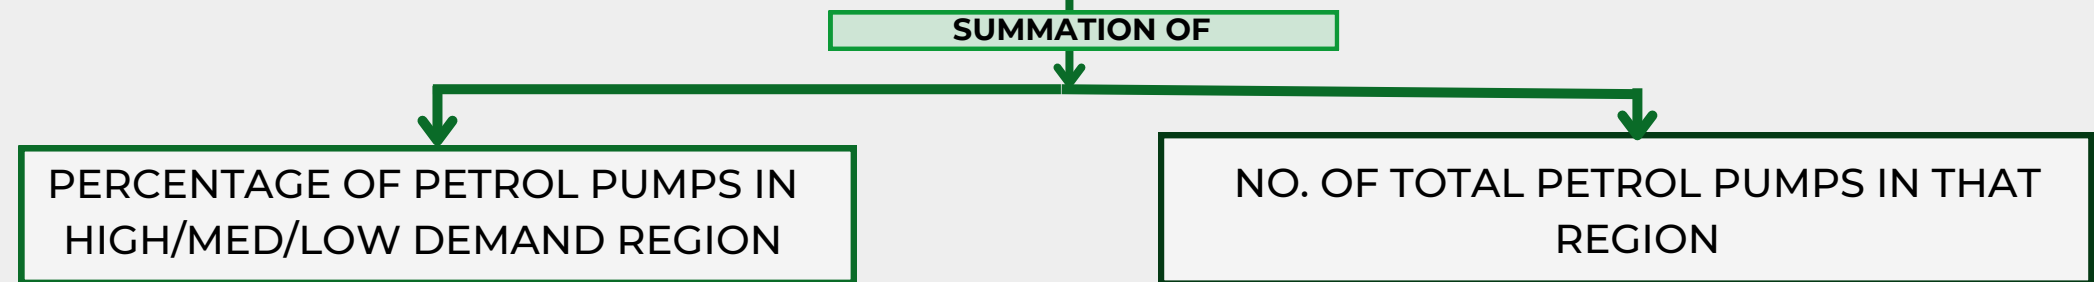 SUMMATION OF
PERCENTAGE OF PETROL PUMPS IN
HIGH/MED/LOW DEMAND REGION
NO. OF TOTAL PETROL PUMPS IN THAT
REGION